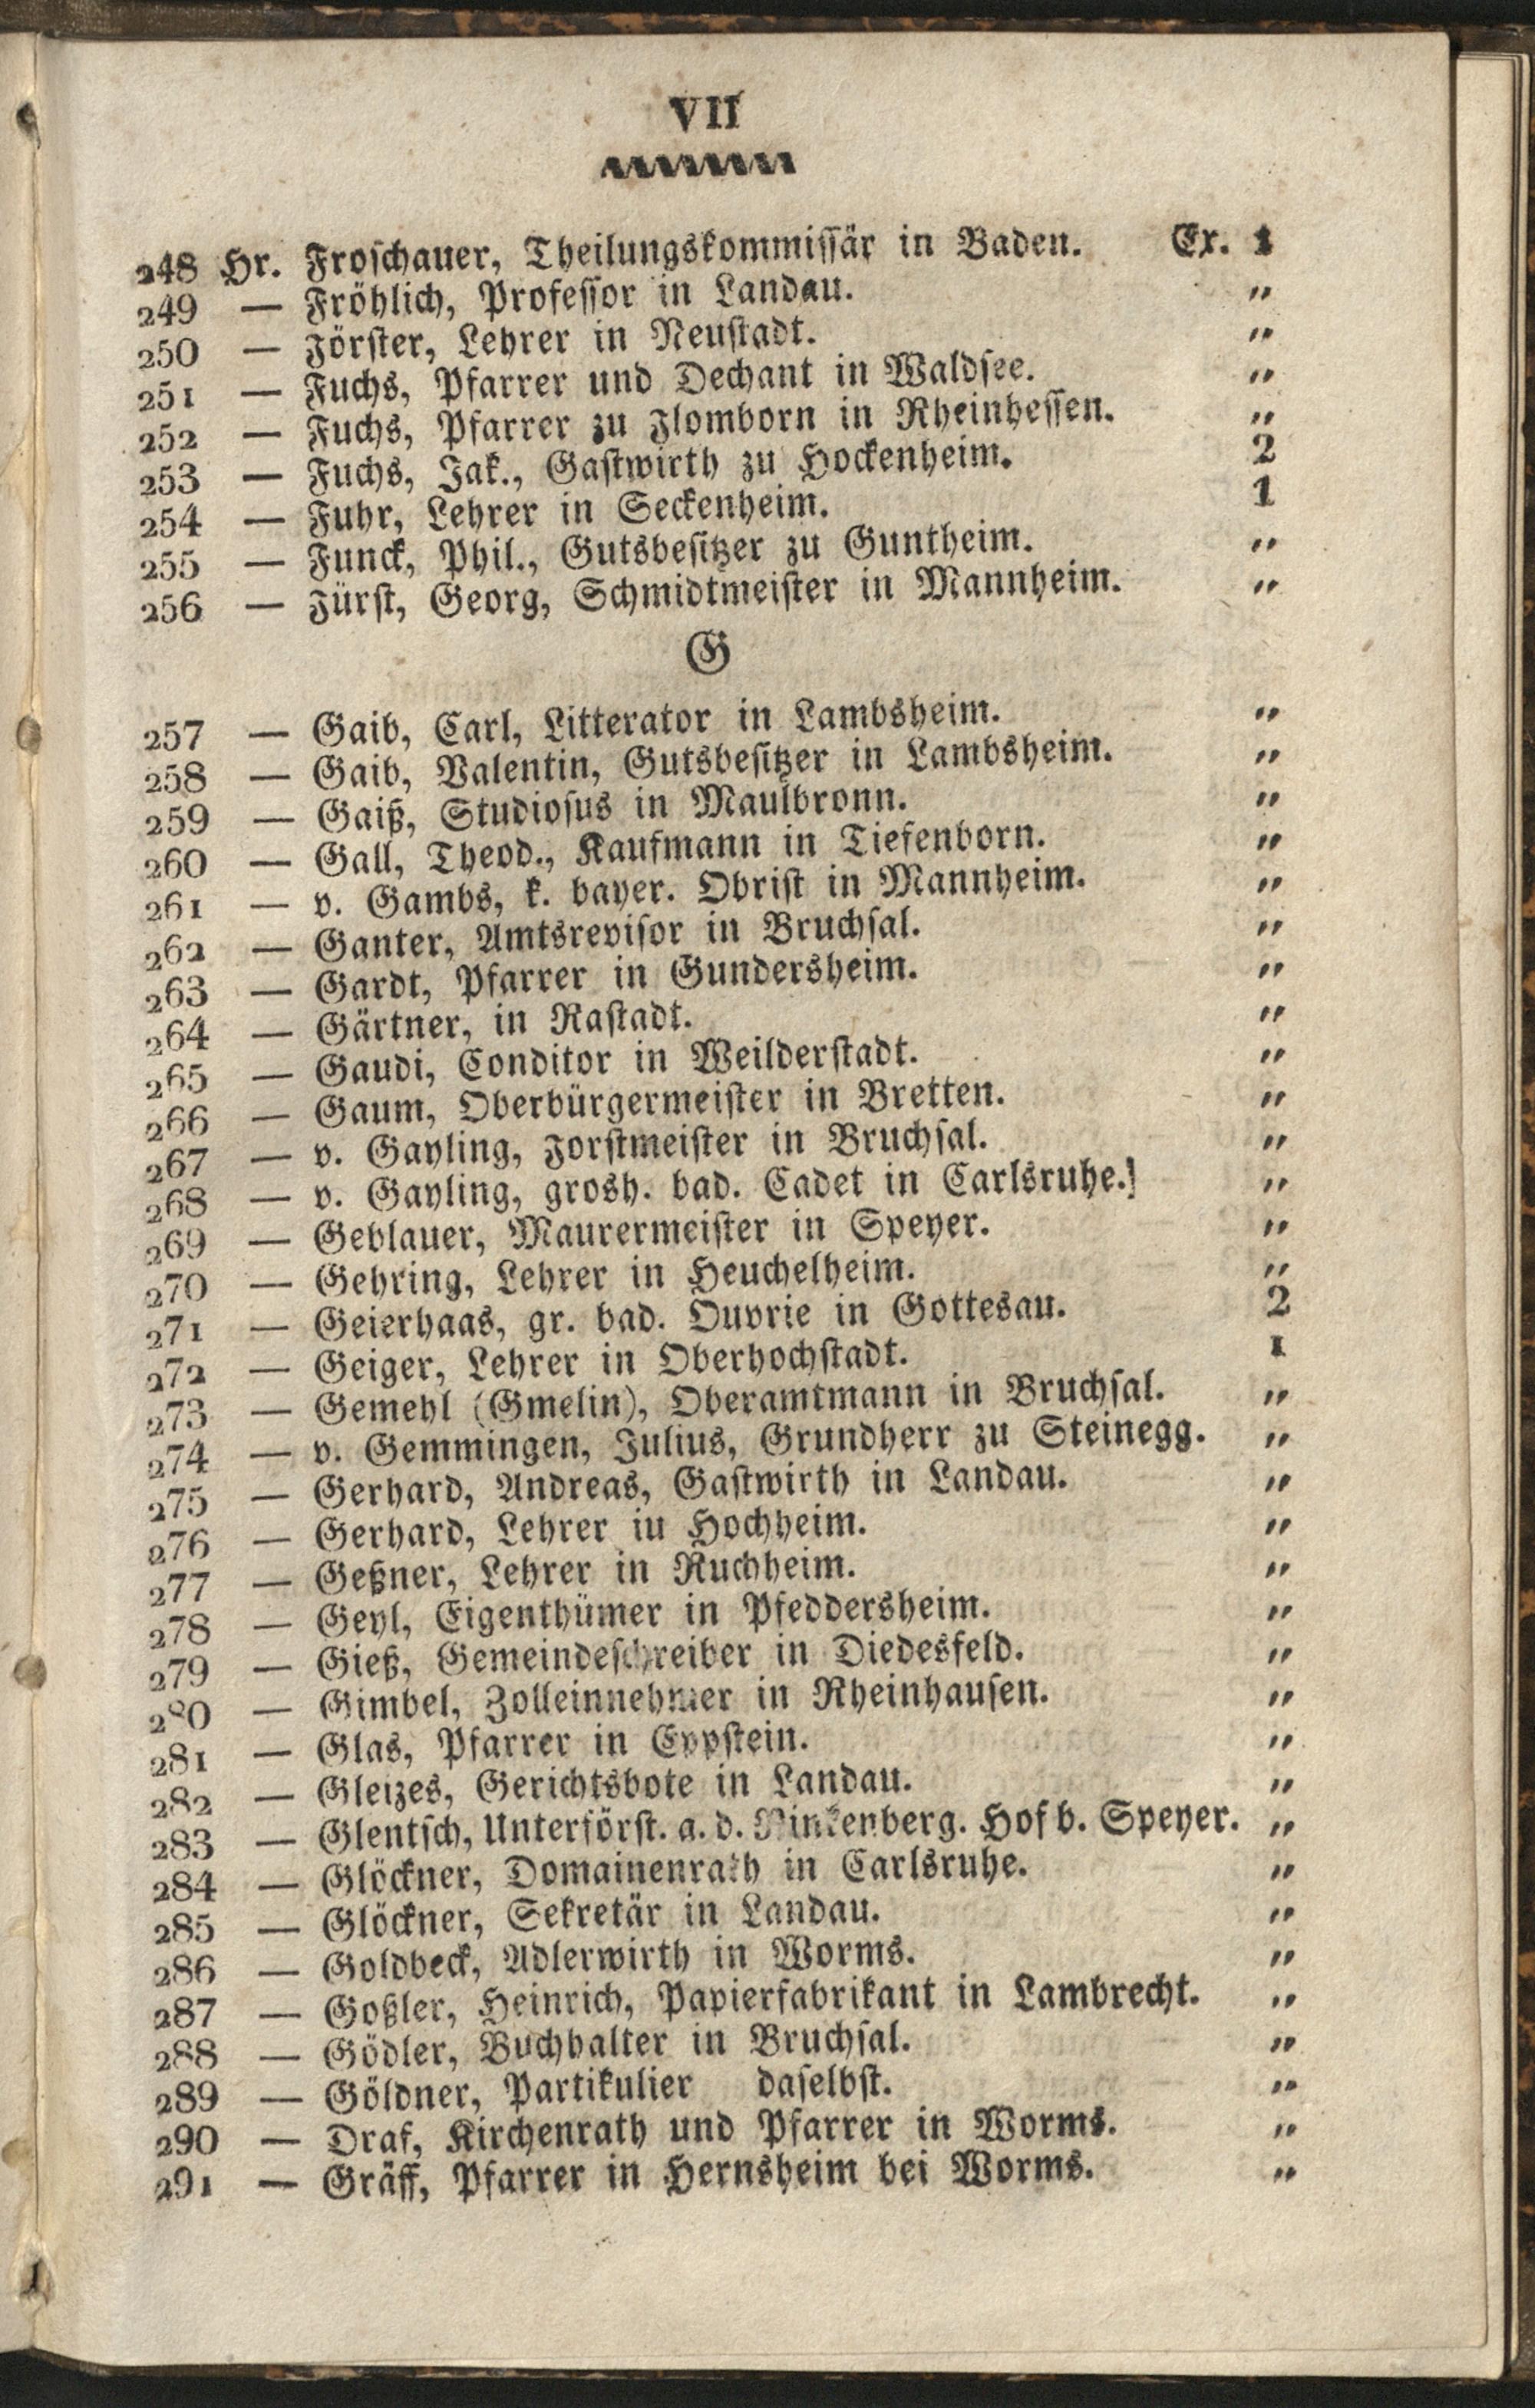 VII
248 Hr. Froschauer, Theilungskommissär in Baden. Ex. 1
249 — Fröhlich, Professor in Landau. "
250 — Förster, Lehrer in Neustadt. "
251 — Fuchs, Pfarrer und Dechant in Waldsee. "
252 — Fuchs, Pfarrer zu Flomborn in Rheinhessen. "
253 — Fuchs, Jak., Gastwirth zu Hockenheim. 2
254 — Fuhr, Lehrer in Seckenheim. 1
255 — Funck, Phil., Gutsbesitzer zu Guntheim. "
256 — Fürst, Georg, Schmidtmeister in Mannheim. "
G
257 — Gaib, Carl, Litterator in Lambsheim. "
258 — Gaib, Valentin, Gutsbesitzer in Lambsheim. "
259 — Gaiß, Studiosus in Maulbronn. "
260 — Gall, Theod., Kaufmann in Tiefenborn. "
261 — v. Gambs, k. bayer. Obrist in Mannheim. "
262 — Ganter, Amtsrevisor in Bruchsal. "
263 — Gardt, Pfarrer in Gundersheim. "
264 — Gärtner, in Rastadt. "
265 — Gaudi, Conditor in Weilderstadt. "
266 — Gaum, Oberbürgermeister in Bretten. "
267 — v. Gayling, Forstmeister in Bruchsal. "
268 — v. Gayling, grosh. bad. Cadet in Carlsruhe.] "
269 — Geblauer, Maurermeister in Speyer. "
270 — Gehring, Lehrer in Heuchelheim. "
271 — Geierhaas, gr. bad. Ouvrie in Gottesau. 2
272 — Geiger, Lehrer in Oberhochstadt. 1
273 — Gemehl (Gmelin), Oberamtmann in Bruchsal. "
274 — v. Gemmingen, Julius, Grundherr zu Steinegg. "
275 — Gerhard, Andreas, Gastwirth in Landau. "
276 — Gerhard, Lehrer iu Hochheim. "
277 — Geßner, Lehrer in Ruchheim. "
278 — Geyl, Eigenthümer in Pfeddersheim. "
279 — Gieß, Gemeindeschreiber in Diedesfeld. "
280 — Gimbel, Zolleinnehmer in Rheinhausen. "
281 — Glas, Pfarrer in Eppstein. "
282 — Gleizes, Gerichtsbote in Landau. "
283 — Glentsch, Unterförst. a. d. Hof b. Speyer. "
284 — Glöckner, Domainenrath in Carlsruhe. "
285 — Glöckner, Sekretär in Landau. "
286 — Goldbeck, Adlerwirth in Worms. "
287 — Goßler, Heinrich, Papierfabrikant in Lambrecht. "
288 — Gödler, Buchhalter in Bruchsal. "
289 — Göldner, Partikulier daselbst. "
290 — Draf, Kirchenrath und Pfarrer in Worms. "
291 — Gräff, Pfarrer in Hernsheim bei Worms. "